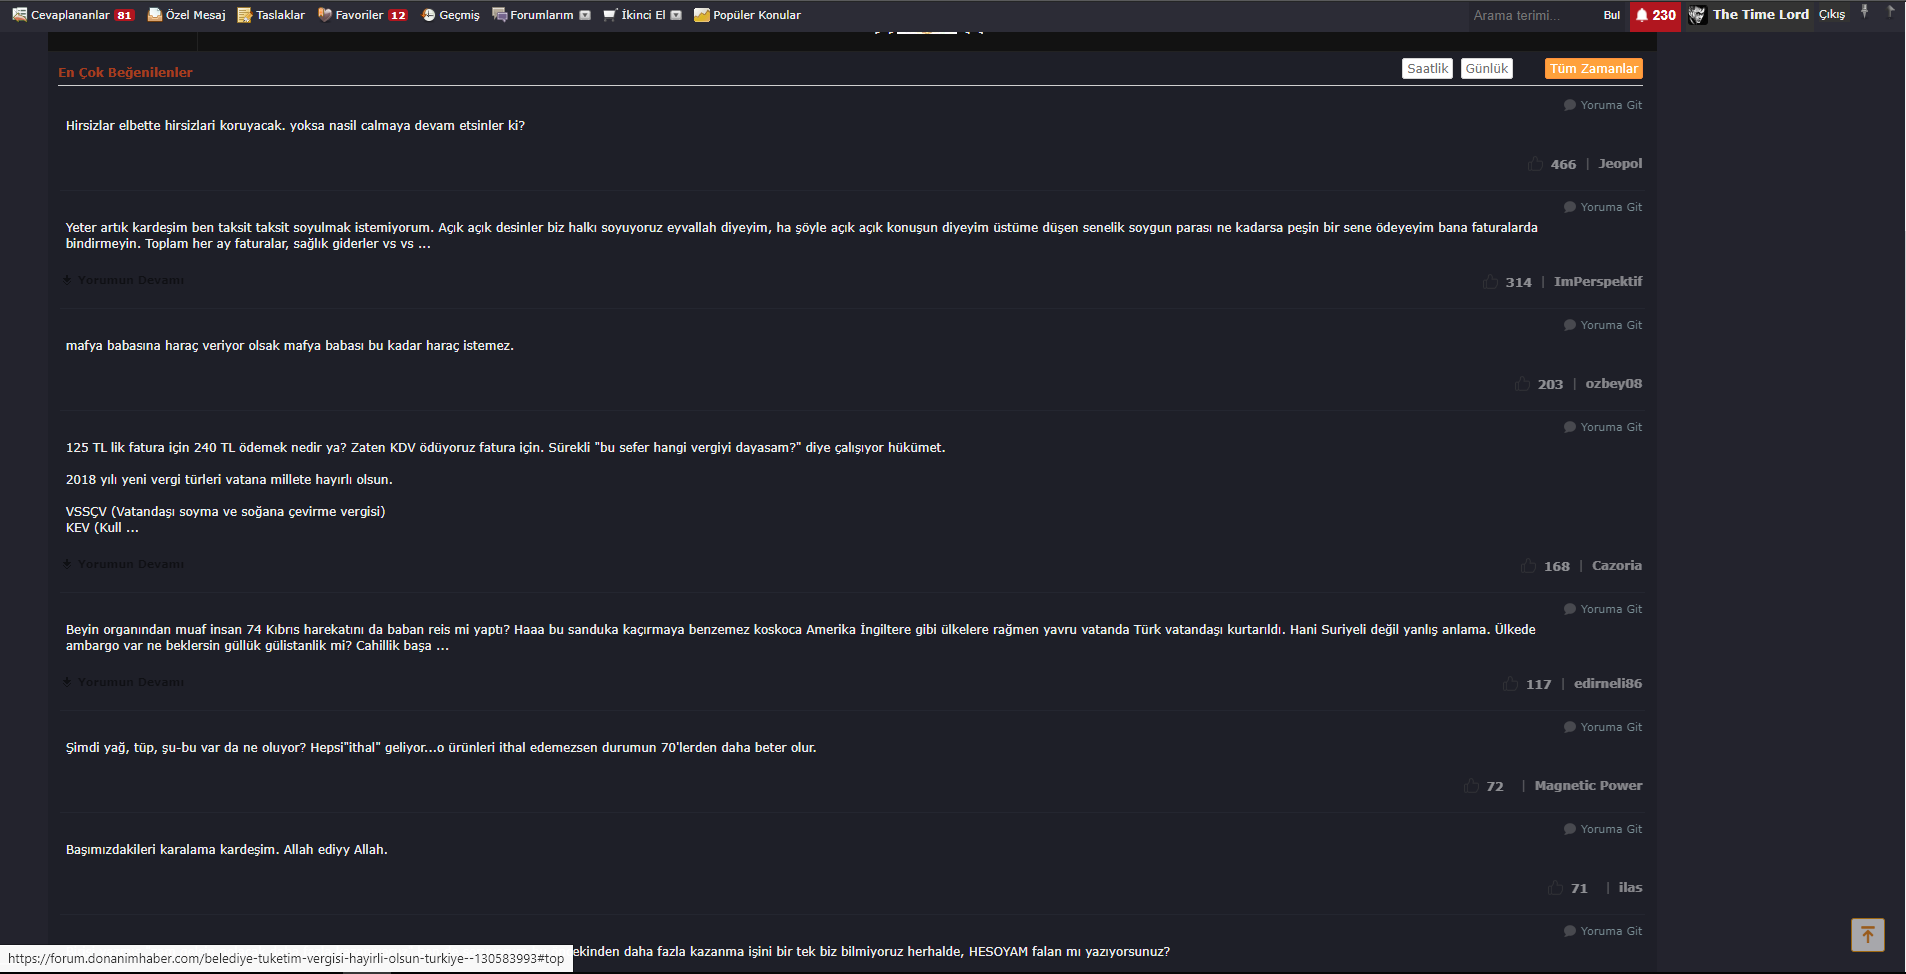 Cevaplananlar 81 Özel Mesaj Taslaklar Favoriler 12 Geçmiş Forumlarım İkinci El Popüler Konular Arama terimi... Bul 230 The Time Lord Çıkış
En Çok Beğenilenler Saatlik Günlük Tüm Zamanlar
Yoruma Git
Hirsizlar elbette hirsizlari koruyacak. yoksa nasil calmaya devam etsinler ki?
466 | Jeopol
Yoruma Git
Yeter artık kardeşim ben taksit taksit soyulmak istemiyorum. Açık açık desinler biz halkı soyuyoruz eyvallah diyeyim, ha şöyle açık açık konuşun diyeyim üstüme düşen senelik soygun parası ne kadarsa peşin bir sene ödeyeyim bana faturalarda
bindirmeyin. Toplam her ay faturalar, sağlık giderler vs vs ...
Yorumun Devamı
314 | ImPerspektif
Yoruma Git
mafya babasına haraç veriyor olsak mafya babası bu kadar haraç istemez.
203 | ozbey08
Yoruma Git
125 TL lik fatura için 240 TL ödemek nedir ya? Zaten KDV ödüyoruz fatura için. Sürekli "bu sefer hangi vergiyi dayasam?" diye çalışıyor hükümet.
2018 yılı yeni vergi türleri vatana millete hayırlı olsun.
VSSÇV (Vatandaşı soyma ve soğana çevirme vergisi)
KEV (Kull ...
Yorumun Devamı
168 | Cazoria
Yoruma Git
Beyin organından muaf insan 74 Kıbrıs harekatını da baban reis mi yaptı? Haaa bu sanduka kaçırmaya benzemez koskoca Amerika İngiltere gibi ülkelere rağmen yavru vatanda Türk vatandaşı kurtarıldı. Hani Suriyeli değil yanlış anlama. Ülkede
ambargo var ne beklersin güllük gülistanlik mi? Cahillik başa ...
Yorumun Devamı
117 | edirneli86
Yoruma Git
Şimdi yağ, tüp, şu-bu var da ne oluyor? Hepsi"ithal" geliyor...o ürünleri ithal edemezsen durumun 70'lerden daha beter olur.
72 | Magnetic Power
Yoruma Git
Başımızdakileri karalama kardeşim. Allah ediyy Allah.
71 | ilas
Yoruma Git
ekinden daha fazla kazanma işini bir tek biz bilmiyoruz herhalde, HESOYAM falan mı yazıyorsunuz?
https://forum.donanimhaber.com/belediye-tuketim-vergisi-hayirli-olsun-turkiye--130583993#top